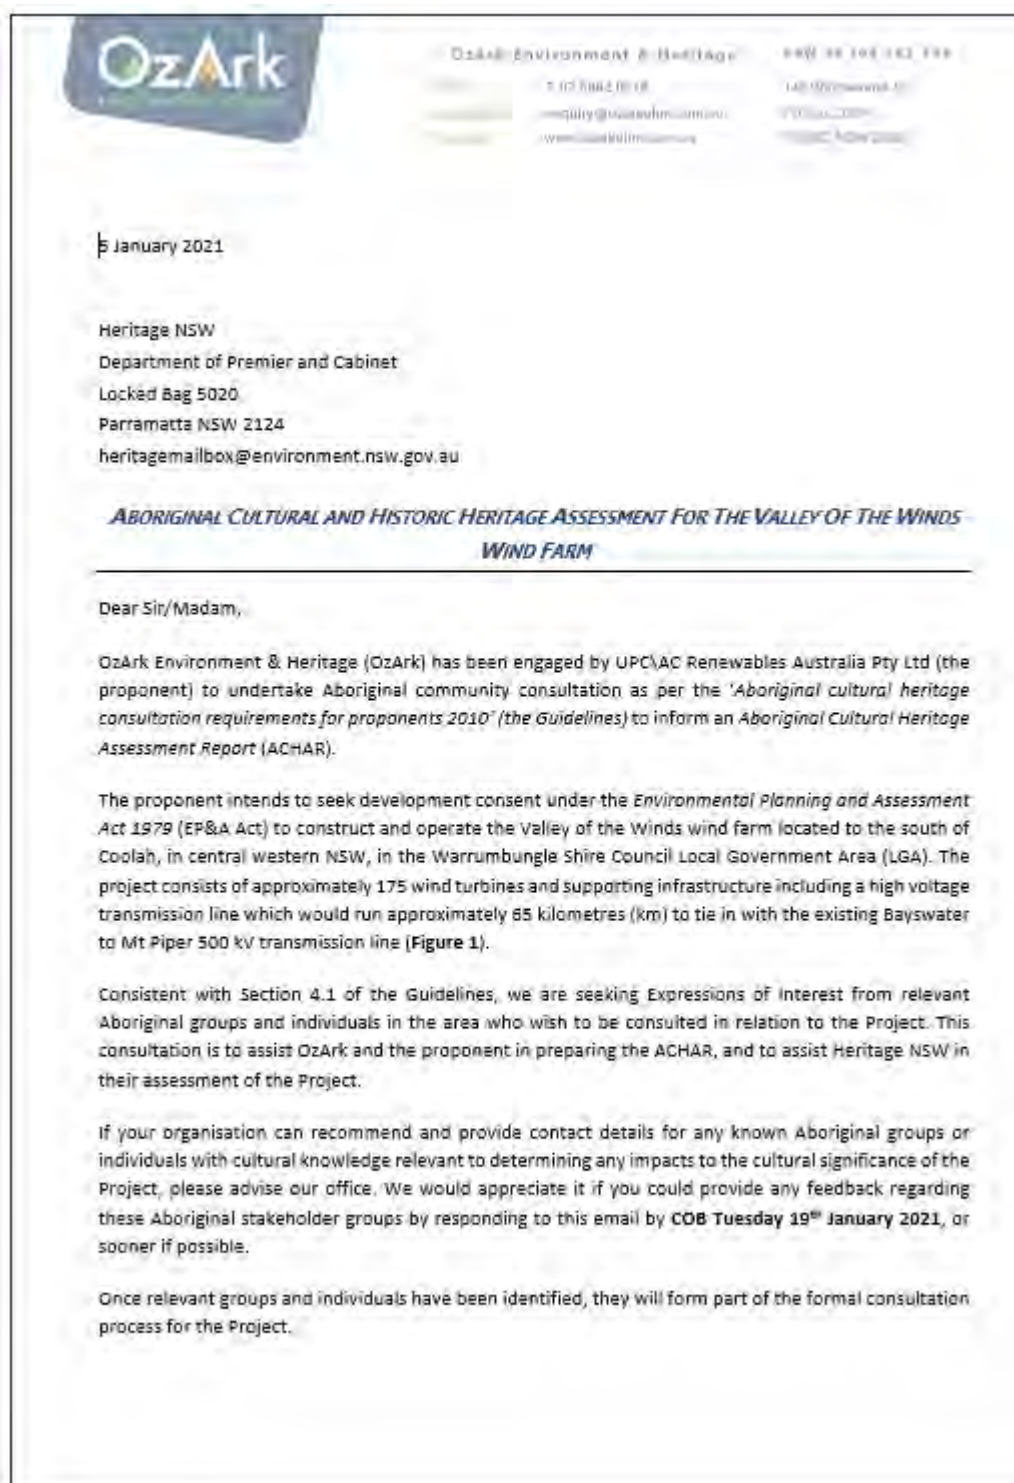 OzArk
OzArk Environment & Heritage
5 January 2021
Heritage NSW
Department of Premier and Cabinet
Locked Bag 5020
Parramatta NSW 2124
heritagemailbox@environment.nsw.gov.au
ABORIGINAL CULTURAL AND HISTORIC HERITAGE ASSESSMENT FOR THE VALLEY OF THE WINDS
WIND FARM
Dear Sir/Madam,
OzArk Environment & Heritage (OzArk) has been engaged by UPC\AC Renewables Australia Pty Ltd (the
proponent) to undertake Aboriginal community consultation as per the 'Aboriginal cultural heritage
consultation requirements for proponents 2010' (the Guidelines) to inform an Aboriginal Cultural Heritage
Assessment Report (ACHAR).
The proponent intends to seek development consent under the Environmental Planning and Assessment
Act 1979 (EP&A Act) to construct and operate the Valley of the Winds wind farm located to the south of
Coolah, in central western NSW, in the Warrumbungle Shire Council Local Government Area (LGA). The
project consists of approximately 175 wind turbines and supporting infrastructure including a high voltage
transmission line which would run approximately 65 kilometres (km) to tie in with the existing Bayswater
to Mt Piper 500 kV transmission line (Figure 1).
Consistent with Section 4.1 of the Guidelines, we are seeking Expressions of Interest from relevant
Aboriginal groups and individuals in the area who wish to be consulted in relation to the Project. This
consultation is to assist OzArk and the proponent in preparing the ACHAR, and to assist Heritage NSW in
their assessment of the Project.
If your organisation can recommend and provide contact details for any known Aboriginal groups or
individuals with cultural knowledge relevant to determining any impacts to the cultural significance of the
Project, please advise our office. We would appreciate it if you could provide any feedback regarding
these Aboriginal stakeholder groups by responding to this email by COB Tuesday 19th January 2021, or
sooner if possible.
Once relevant groups and individuals have been identified, they will form part of the formal consultation
process for the Project.